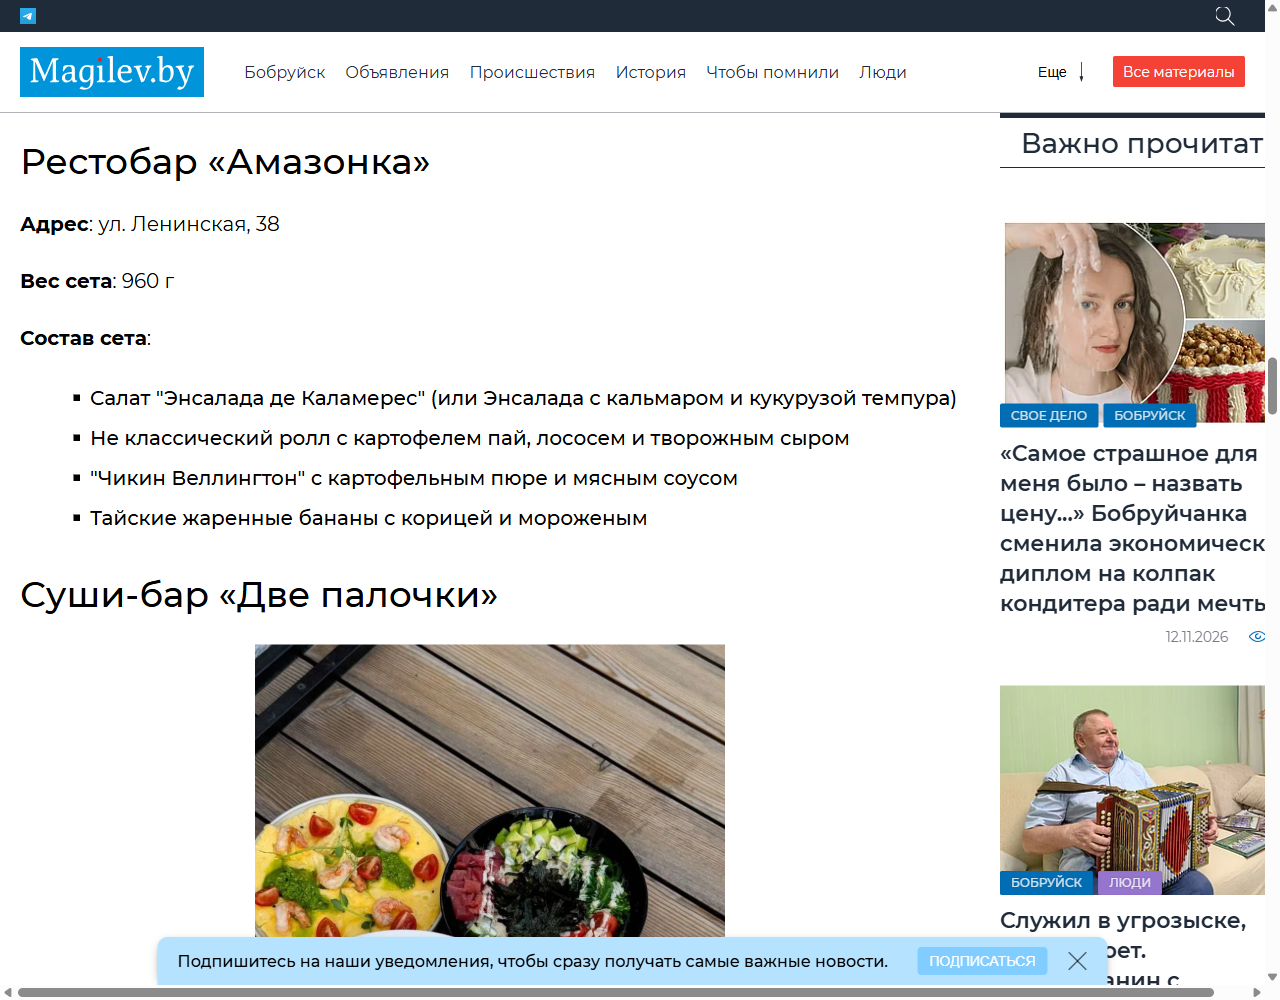 Magilev.by
Бобруйск
Объявления
Происшествия
История
Чтобы помнили
Люди
Еще
Все материалы
Рестобар «Амазонка»
Адрес: ул. Ленинская, 38
Вес сета: 960 г
Состав сета:
Салат "Энсалада де Каламерес" (или Энсалада с кальмаром и кукурузой темпура)
Не классический ролл с картофелем пай, лососем и творожным сыром
"Чикин Веллингтон" с картофельным пюре и мясным соусом
Тайские жаренные бананы с корицей и мороженым
Суши-бар «Две палочки»
Важно прочитат
СВОЕ ДЕЛО
БОБРУЙСК
«Самое страшное для
меня было – назвать
цену...» Бобруйчанка
сменила экономическ
диплом на колпак
кондитера ради мечть
12.11.2026
БОБРУЙСК
ЛЮДИ
Служил в угрозыске,
рет.
анин с
Подпишитесь на наши уведомления, чтобы сразу получать самые важные новости.
ПОДПИСАТЬСЯ